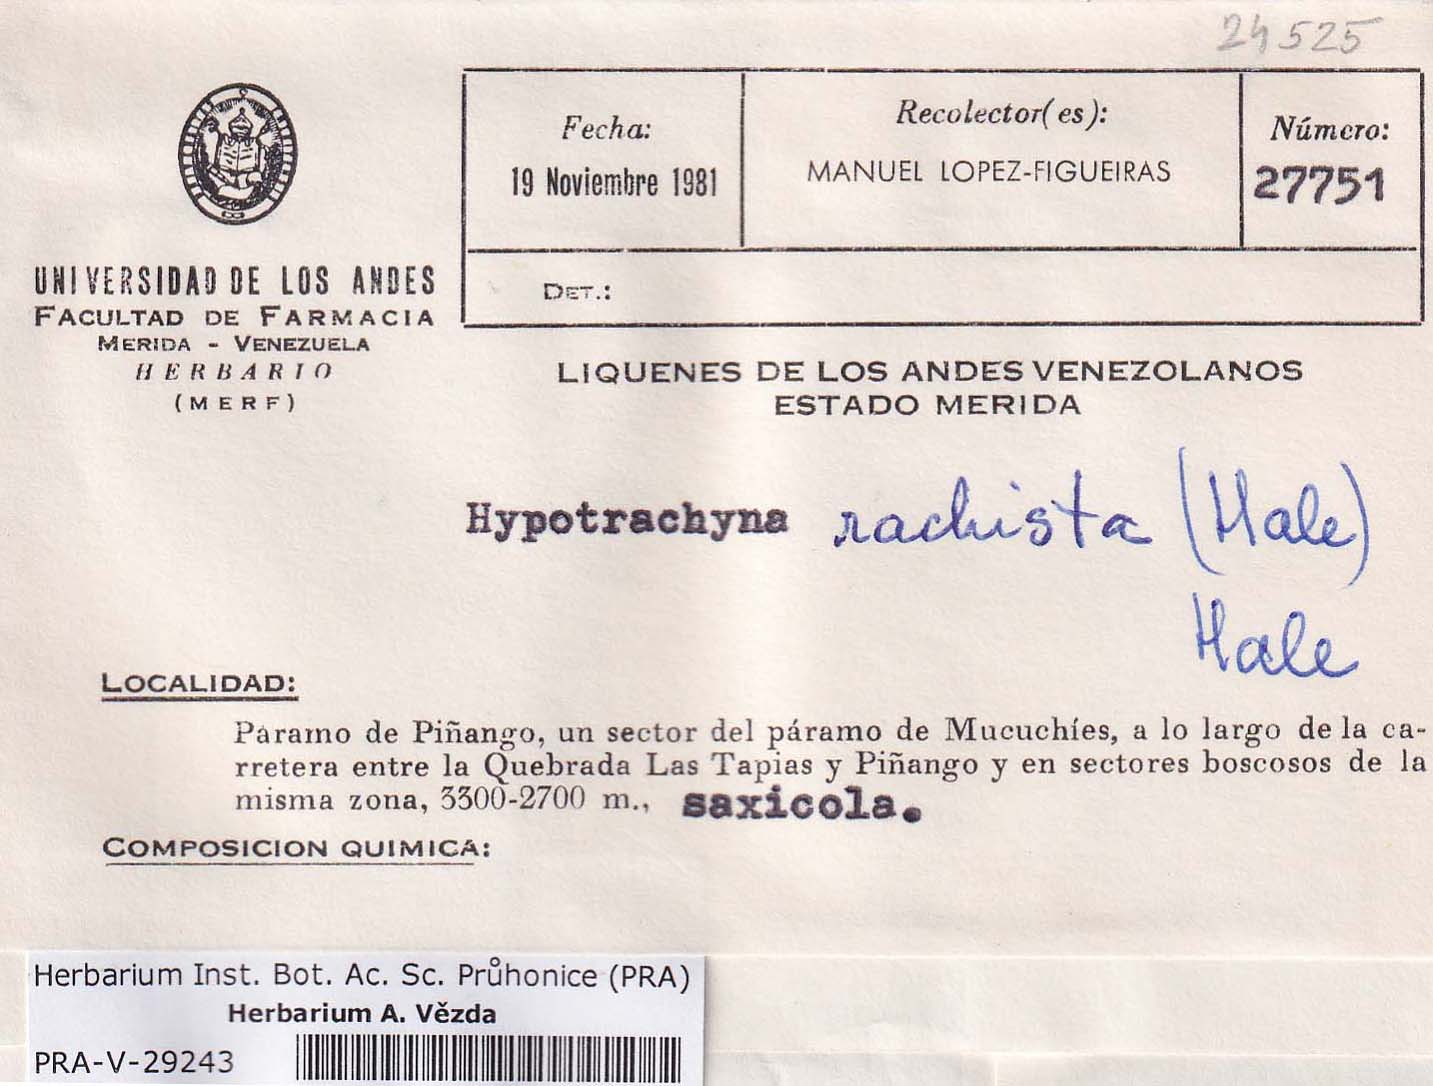 24525
Fecha:
19 Noviembre 1981
Recolector(es):
MANUEL LOPEZ-FIGUEIRAS
Número:
27751
DET.:
UNIVERSIDAD DE LOS ANDES
FACULTAD DE FARMACIA
MERIDA - VENEZUELA
HERBARIO
(MERF)
LIQUENES DE LOS ANDES VENEZOLANOS
ESTADO MERIDA
Hypotrachyna rachista (Hale)
Hale
LOCALIDAD:
Páramo de Piñango, un sector del páramo de Mucuchíes, a lo largo de la ca-
rretera entre la Quebrada Las Tapias y Piñango y en sectores boscosos de la
misma zona, 3300-2700 m., saxicola.
COMPOSICION QUIMICA:
Herbarium Inst. Bot. Ac. Sc. Průhonice (PRA)
Herbarium A. Vězda
PRA-V-29243